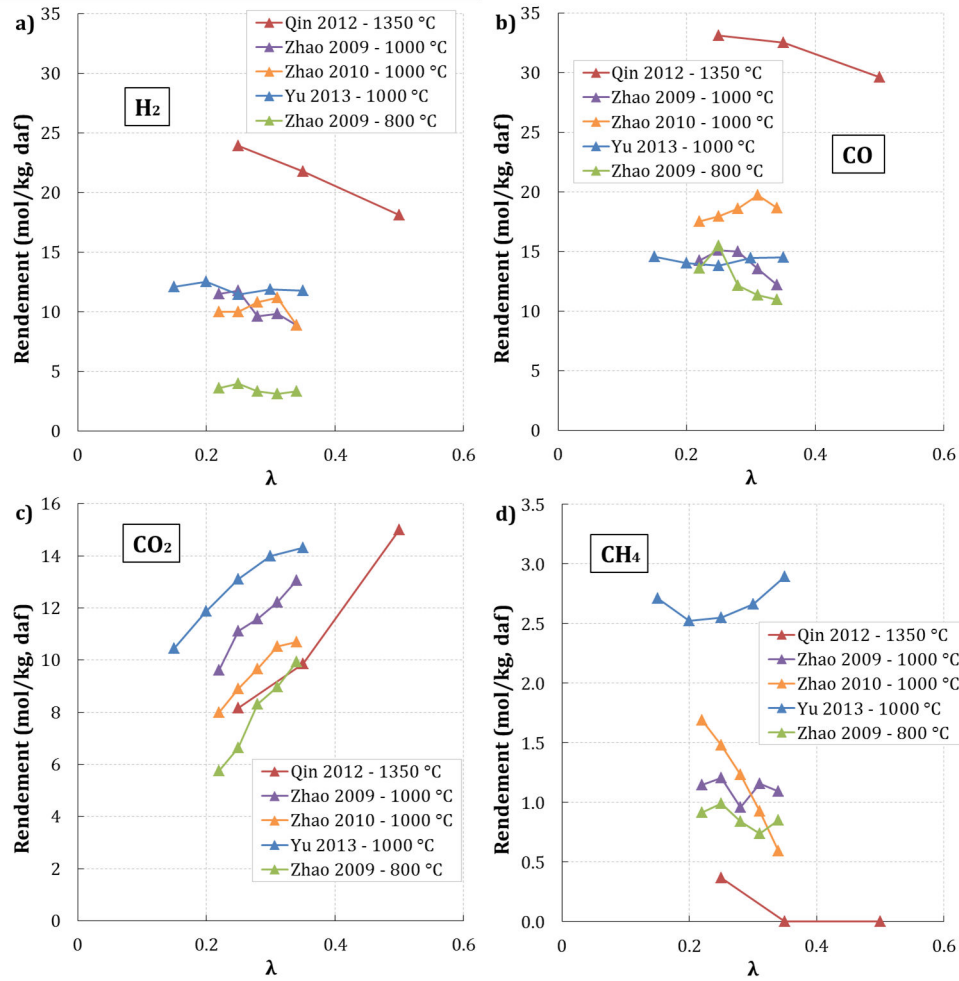 a)
H₂
Qin 2012 - 1350 °C
Zhao 2009 - 1000 °C
Zhao 2010 - 1000 °C
Yu 2013 - 1000 °C
Zhao 2009 - 800 °C
Rendement (mol/kg, daf)
35
30
25
20
15
10
5
0
0
0.2
0.4
0.6
λ
b)
CO
Qin 2012 - 1350 °C
Zhao 2009 - 1000 °C
Zhao 2010 - 1000 °C
Yu 2013 - 1000 °C
Zhao 2009 - 800 °C
Rendement (mol/kg, daf)
35
30
25
20
15
10
5
0
0
0.2
0.4
0.6
λ
c)
CO₂
Rendement (mol/kg, daf)
16
14
12
10
8
6
4
2
0
Qin 2012 - 1350 °C
Zhao 2009 - 1000 °C
Zhao 2010 - 1000 °C
Yu 2013 - 1000 °C
Zhao 2009 - 800 °C
0
0.2
0.4
0.6
λ
d)
CH₄
Rendement (mol/kg, daf)
3.5
3.0
2.5
2.0
1.5
1.0
0.5
0.0
Qin 2012 - 1350 °C
Zhao 2009 - 1000 °C
Zhao 2010 - 1000 °C
Yu 2013 - 1000 °C
Zhao 2009 - 800 °C
0
0.2
0.4
0.6
λ